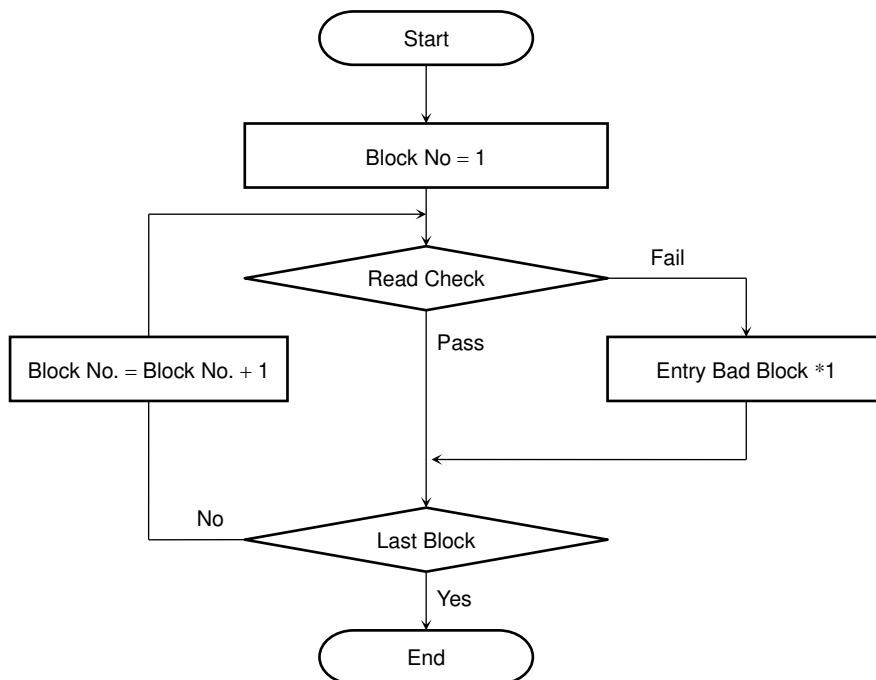 Start
Block No = 1
Read Check
Fail
Pass
Block No. = Block No. + 1
Entry Bad Block *1
No
Last Block
Yes
End